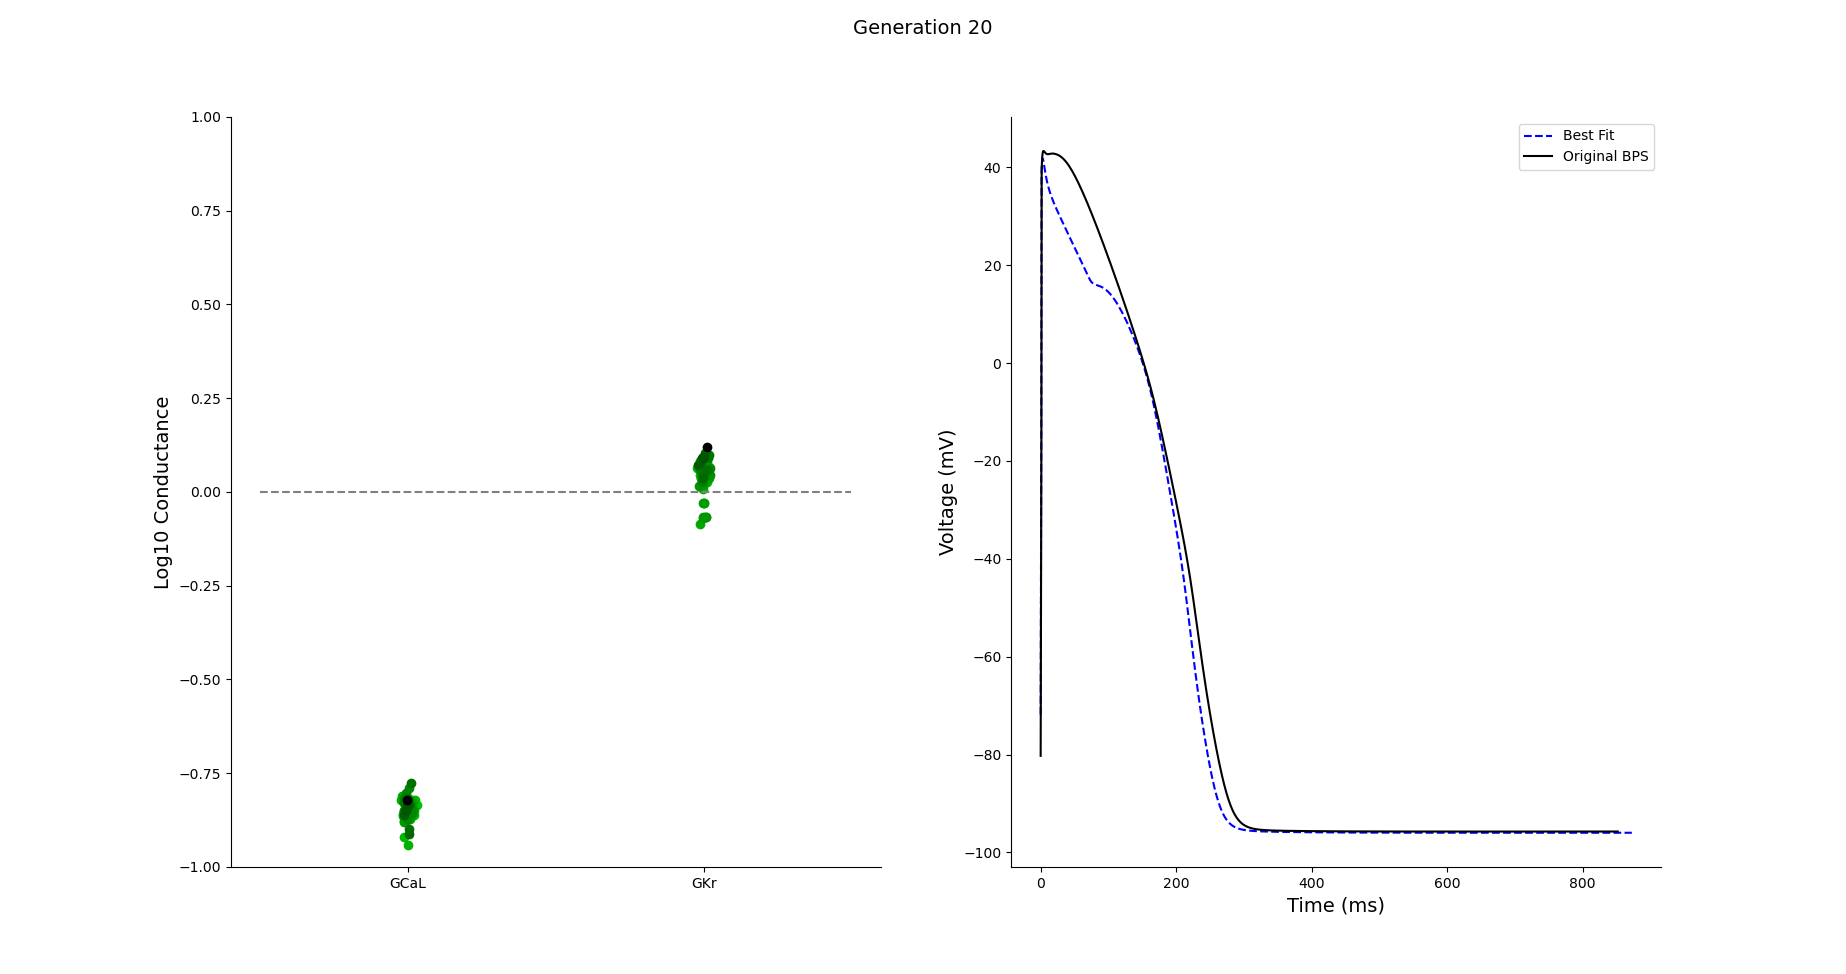 Generation 20
1.00
0.75
0.50
0.25
0.00
−0.25
−0.50
−0.75
−1.00
Log10 Conductance
GCaL
GKr
40
20
0
−20
−40
−60
−80
−100
Voltage (mV)
0
200
400
600
800
Time (ms)
Best Fit
Original BPS